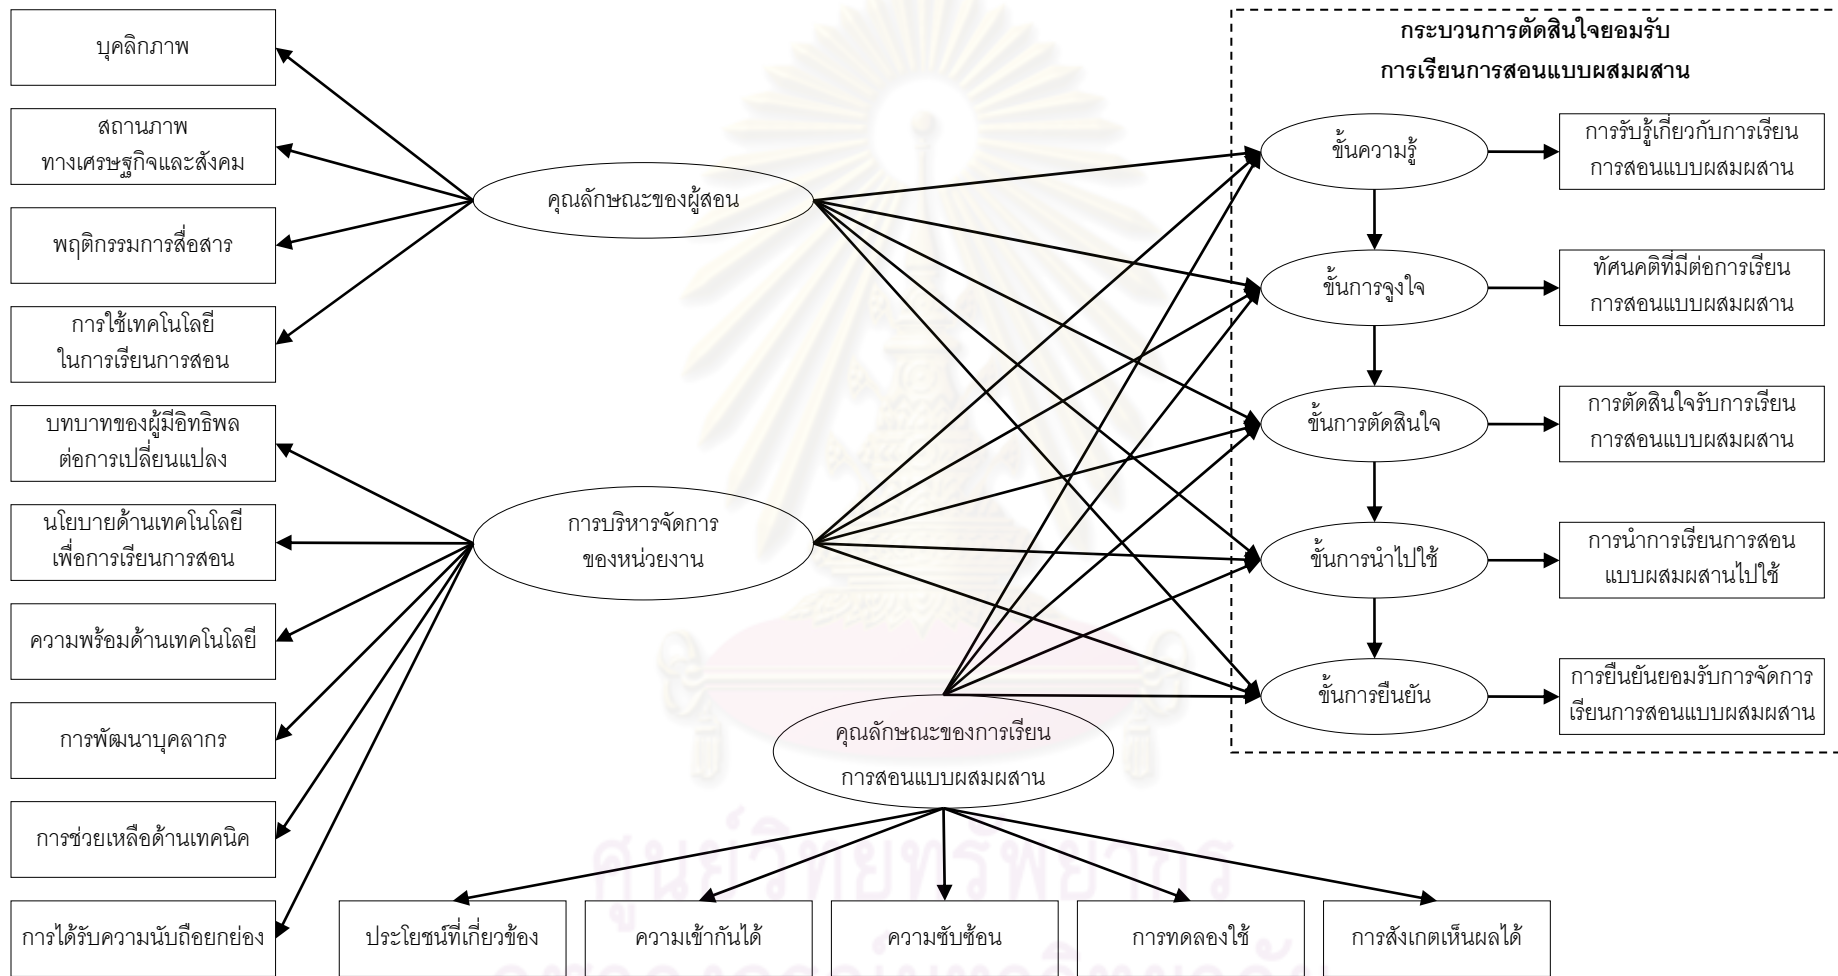 บุคลิกภาพ
สถานภาพ
ทางเศรษฐกิจและสังคม
พฤติกรรมการสื่อสาร
การใช้เทคโนโลยี
ในการเรียนการสอน
บทบาทของผู้มีอิทธิพล
ต่อการเปลี่ยนแปลง
นโยบายด้านเทคโนโลยี
เพื่อการเรียนการสอน
ความพร้อมด้านเทคโนโลยี
การพัฒนาบุคลากร
การช่วยเหลือด้านเทคนิค
การได้รับความนับถือยกย่อง
คุณลักษณะของผู้สอน
การบริหารจัดการ
ของหน่วยงาน
คุณลักษณะของการเรียน
การสอนแบบผสมผสาน
ประโยชน์ที่เกี่ยวข้อง
ความเข้ากันได้
ความซับซ้อน
การทดลองใช้
การสังเกตเห็นผลได้
กระบวนการตัดสินใจยอมรับ
การเรียนการสอนแบบผสมผสาน
ขั้นความรู้
การรับรู้เกี่ยวกับการเรียน
การสอนแบบผสมผสาน
ขั้นการจูงใจ
ทัศนคติที่มีต่อการเรียน
การสอนแบบผสมผสาน
ขั้นการตัดสินใจ
การตัดสินใจรับการเรียน
การสอนแบบผสมผสาน
ขั้นการนำไปใช้
การนำการเรียนการสอน
แบบผสมผสานไปใช้
ขั้นการยืนยัน
การยืนยันยอมรับการจัดการ
เรียนการสอนแบบผสมผสาน
ศูนย์วิทยทรัพยากร
จุฬาลงกรณ์มหาวิทยาลัย